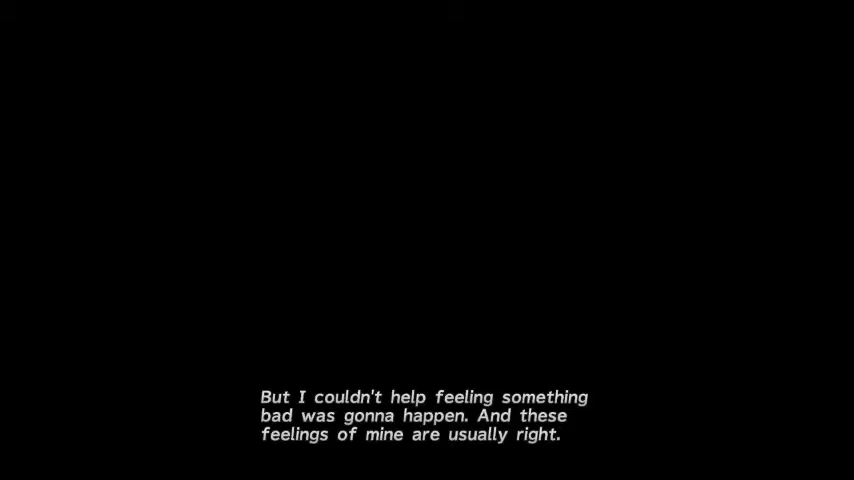 But I couldn't help feeling something
bad was gonna happen. And these
feelings of mine are usually right.